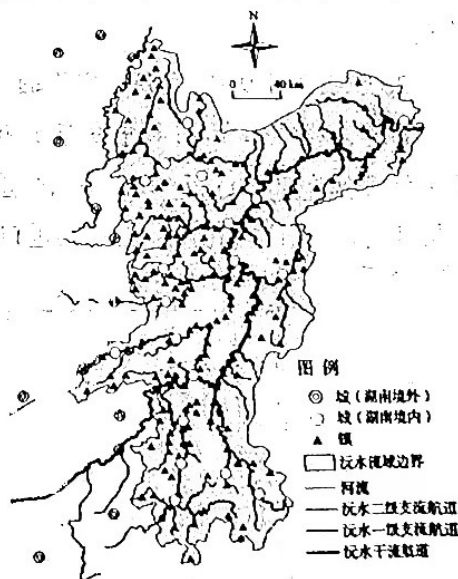 N
0 40 km
图例
城（湖南境外）
城（湖南境内）
镇
沅水流域边界
河流
沅水二级支流航道
沅水一级支流航道
沅水干流航道